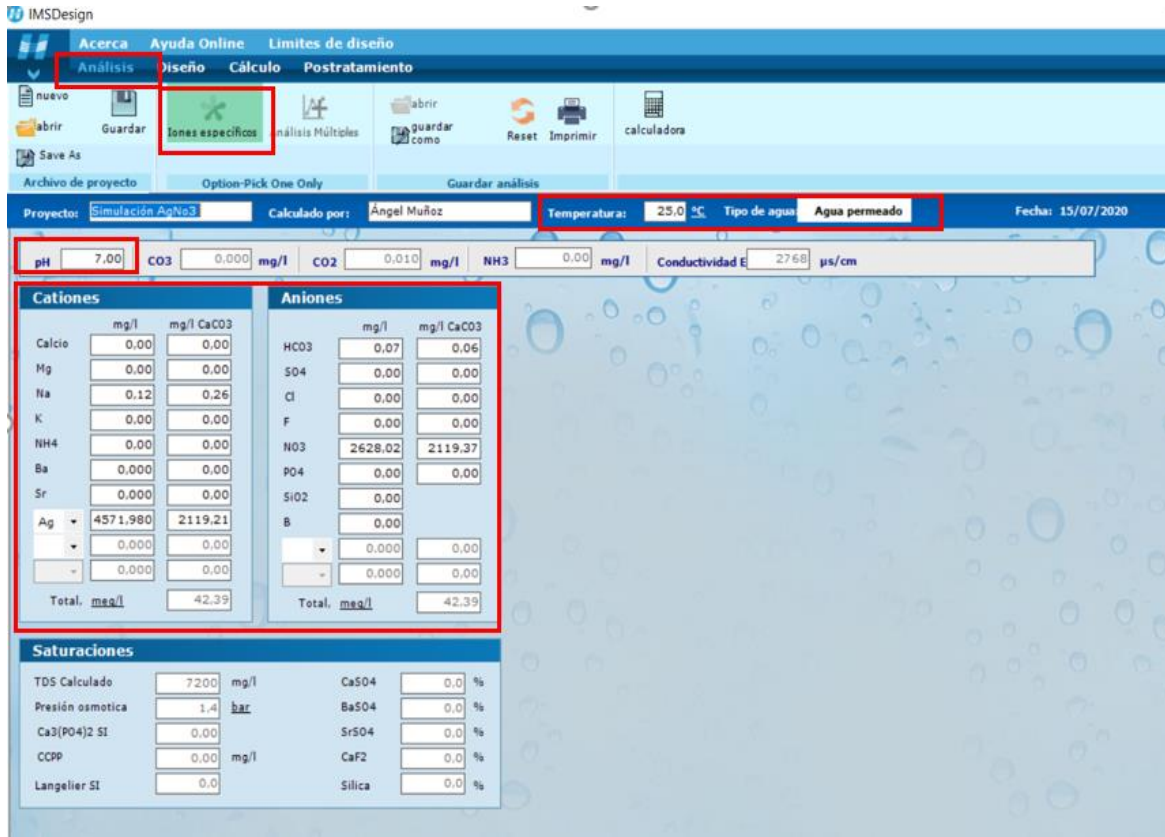 IMSDesign
Acerca Ayuda Online Limites de diseño
Análisis Diseño Cálculo Postratamiento
nuevo
abrir
Save As
Guardar
Iones específicos
Análisis Múltiples
abrir
guardar como
Reset Imprimir
calculadora
Archivo de proyecto Option-Pick One Only Guardar análisis
Proyecto: Simulación AgNo3 Calculado por: Ángel Muñoz Temperatura: 25,0 ºC Tipo de agua: Agua permeado Fecha: 15/07/2020
pH 7,00 CO3 0,000 mg/l CO2 0,010 mg/l NH3 0.00 mg/l Conductividad E 2768 µs/cm
Cationes
mg/l mg/l CaCO3
Calcio 0,00 0,00
Mg 0,00 0,00
Na 0,12 0,26
K 0,00 0,00
NH4 0,00 0,00
Ba 0,000 0,00
Sr 0,000 0,00
Ag 4571,980 2119,21
0,000 0,00
0,000 0,00
Total, meq/l 42,39
Aniones
mg/l mg/l CaCO3
HCO3 0,07 0,06
SO4 0,00 0,00
Cl 0,00 0,00
F 0,00 0,00
NO3 2628,02 2119,37
PO4 0,00 0,00
SiO2 0,00
B 0,00
0.000 0,00
0,000 0,00
Total, meq/l 42,39
Saturaciones
TDS Calculado 7200 mg/l CaSO4 0.0 %
Presión osmotica 1,4 bar BaSO4 0,0 %
Ca3(PO4)2 SI 0,00 SrSO4 0,0 %
CCPP 0,00 mg/l CaF2 0,0 %
Langelier SI 0,0 Silica 0,0 %